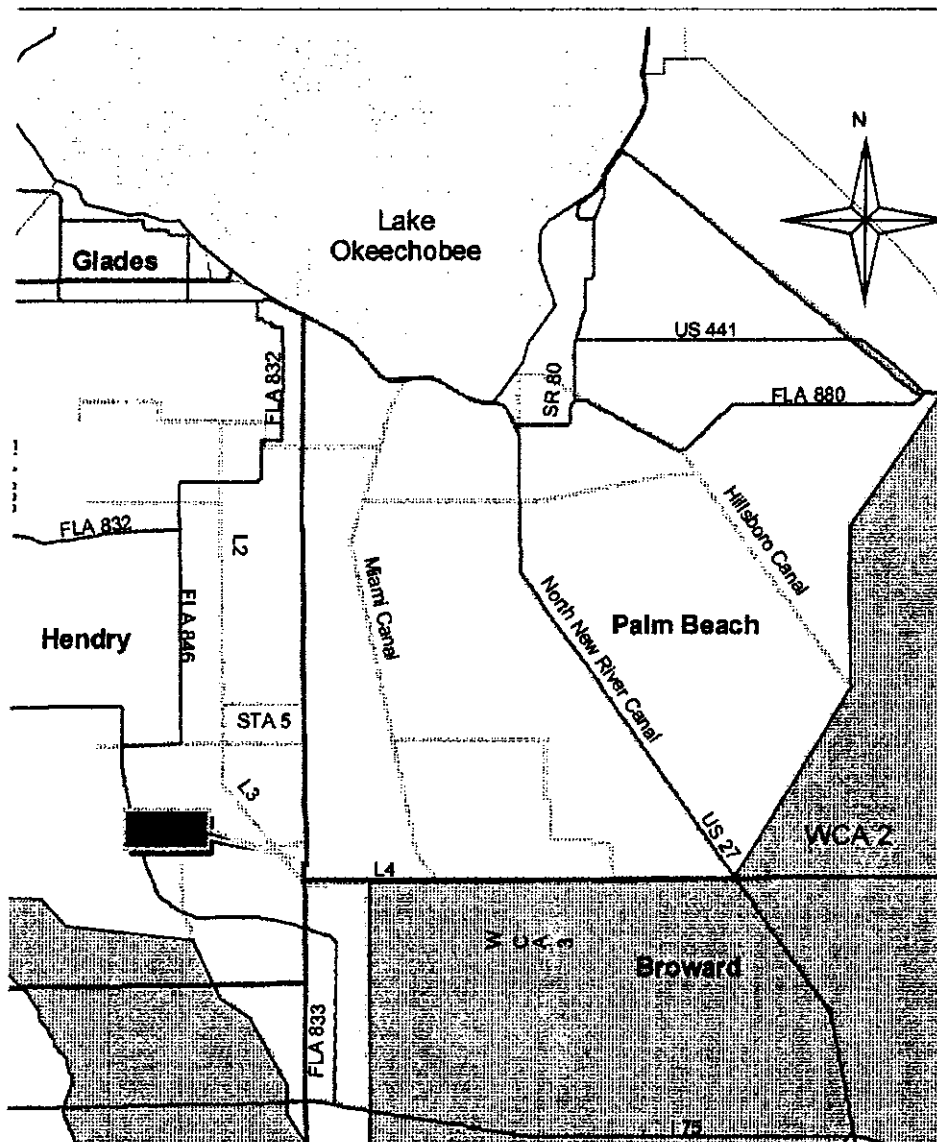 N
Lake
Okeechobee
Glades
US 441
FLA 832
SR 80
FLA 880
FLA 832
L2
Hillsboro Canal
FLA 846
Miami Canal
North New River Canal
Hendry
Palm Beach
STA 5
L3
US 27
WCA 2
L4
WCA 3
Broward
FLA 833
I 75